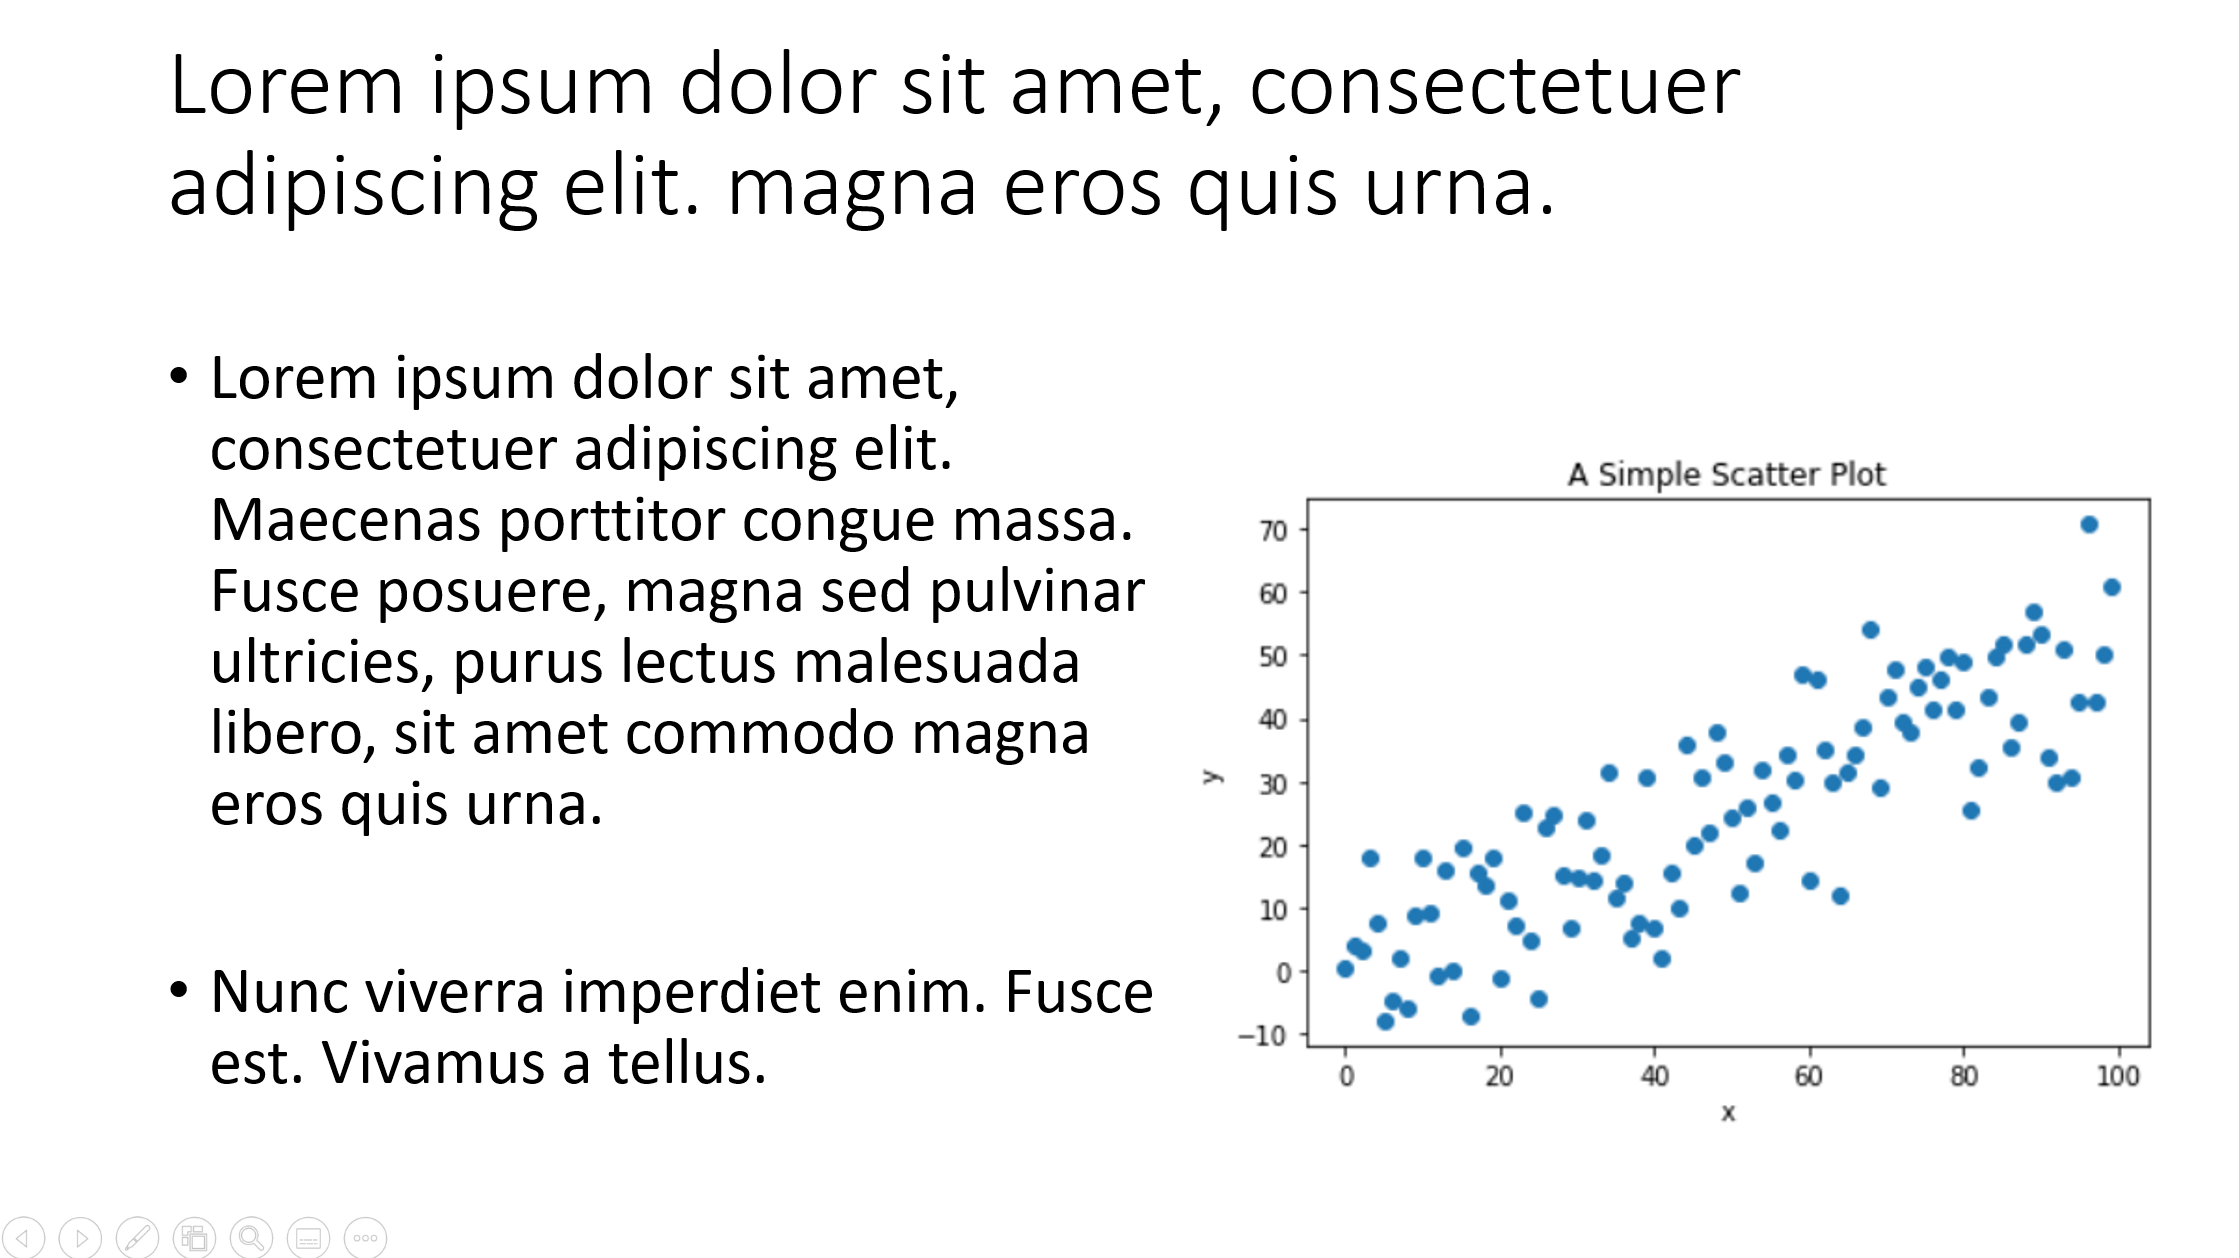 Lorem ipsum dolor sit amet, consectetuer
adipiscing elit. magna eros quis urna.
• Lorem ipsum dolor sit amet,
consectetuer adipiscing elit.
Maecenas porttitor congue massa.
Fusce posuere, magna sed pulvinar
ultricies, purus lectus malesuada
libero, sit amet commodo magna
eros quis urna.
• Nunc viverra imperdiet enim. Fusce
est. Vivamus a tellus.
A Simple Scatter Plot
70
60
50
40
30
20
10
0
−10
y
0 20 40 60 80 100
x